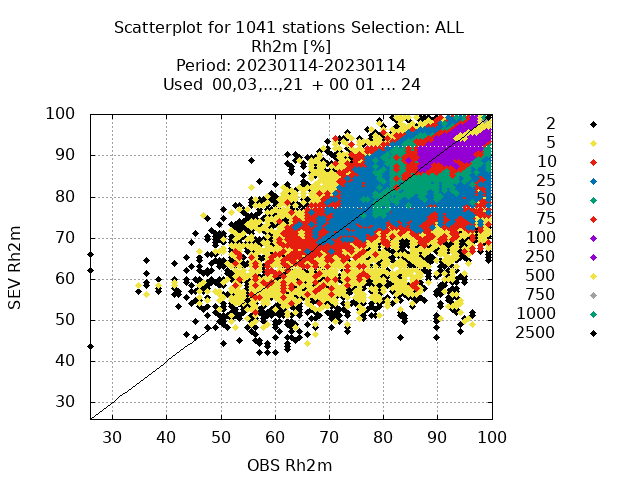 Scatterplot for 1041 stations Selection: ALL
Rh2m [%]
Period: 20230114-20230114
Used 00,03,...,21 + 00 01 ... 24
100
90
80
70
60
50
40
30
SEV Rh2m
30 40 50 60 70 80 90 100
OBS Rh2m
2
5
10
25
50
75
100
250
500
750
1000
2500